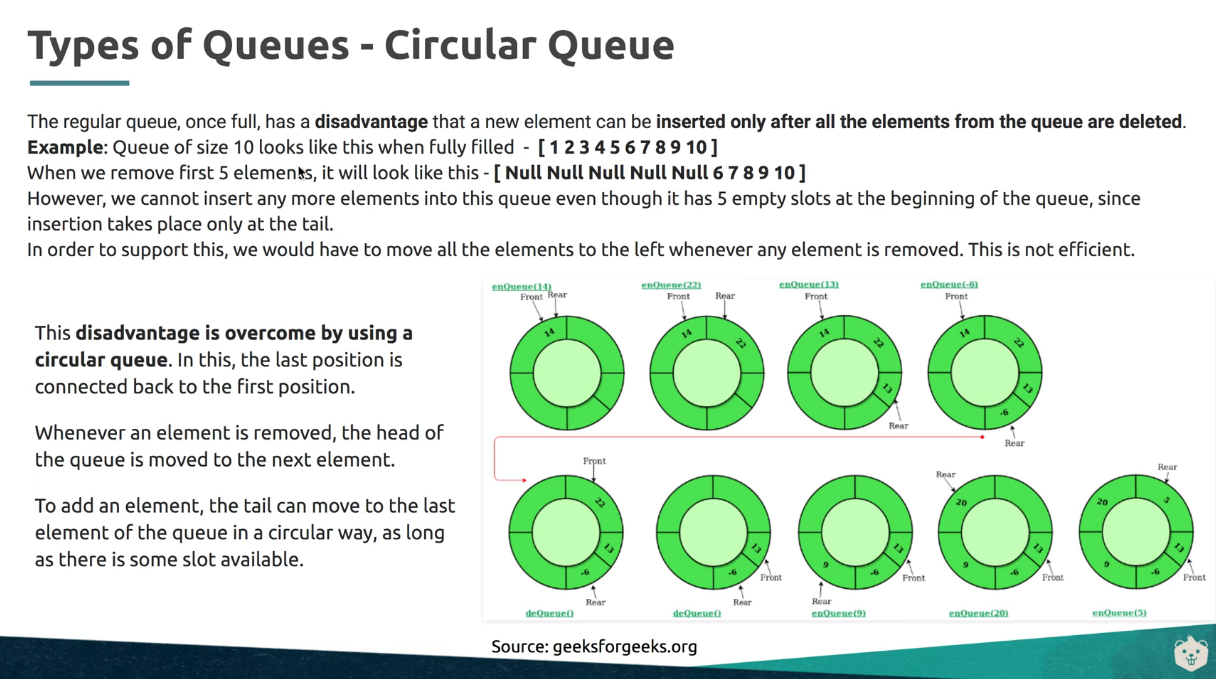 Types of Queues - Circular Queue
The regular queue, once full, has a disadvantage that a new element can be inserted only after all the elements from the queue are deleted.
Example: Queue of size 10 looks like this when fully filled - [ 1 2 3 4 5 6 7 8 9 10 ]
When we remove first 5 elements, it will look like this - [ Null Null Null Null Null 6 7 8 9 10 ]
However, we cannot insert any more elements into this queue even though it has 5 empty slots at the beginning of the queue, since
insertion takes place only at the tail.
In order to support this, we would have to move all the elements to the left whenever any element is removed. This is not efficient.
This disadvantage is overcome by using a
circular queue. In this, the last position is
connected back to the first position.
Whenever an element is removed, the head of
the queue is moved to the next element.
To add an element, the tail can move to the last
element of the queue in a circular way, as long
as there is some slot available.
enQueue(14) enQueue(22) enQueue(13) enQueue(-6)
Front Rear Front Rear Front Front
14 14 22 14 22 14 22
13 13
-6
Rear
Rear
Front Rear
Rear
22 20 20 5
13 13 13 13 13
-6 -6 9 -6 9 -6 9 -6
Front Front Front Front
Rear Rear Rear
deQueue() deQueue() enQueue(9) enQueue(20) enQueue(5)
Source: geeksforgeeks.org